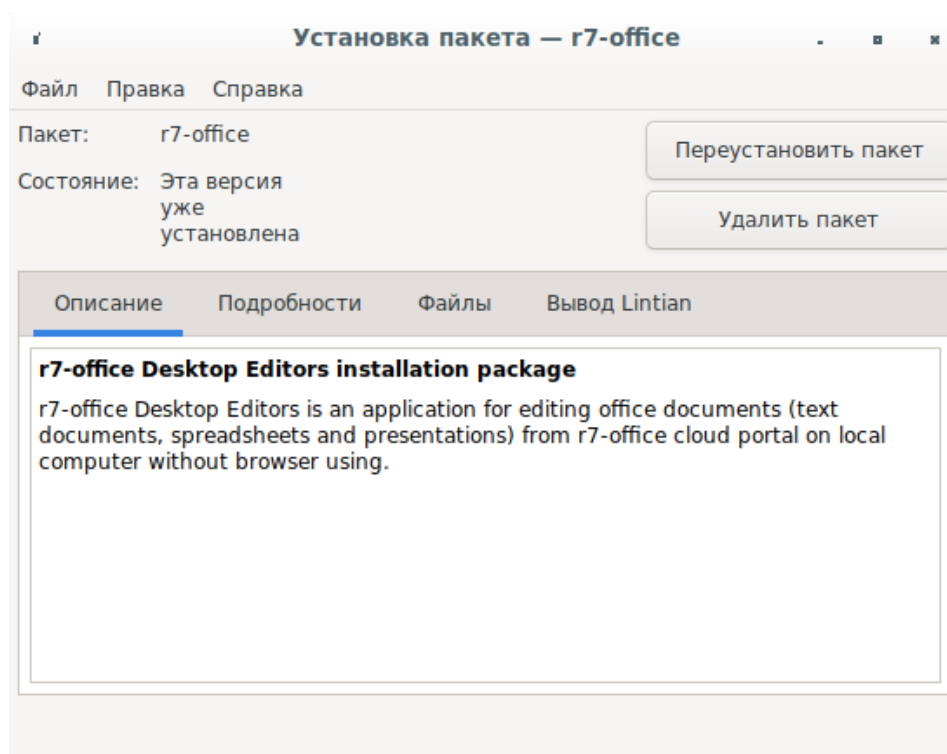 Установка пакета — r7-office
Файл Правка Справка
Пакет: r7-office
Переустановить пакет
Состояние: Эта версия
уже
установлена
Удалить пакет
Описание Подробности Файлы Вывод Lintian
r7-office Desktop Editors installation package
r7-office Desktop Editors is an application for editing office documents (text
documents, spreadsheets and presentations) from r7-office cloud portal on local
computer without browser using.